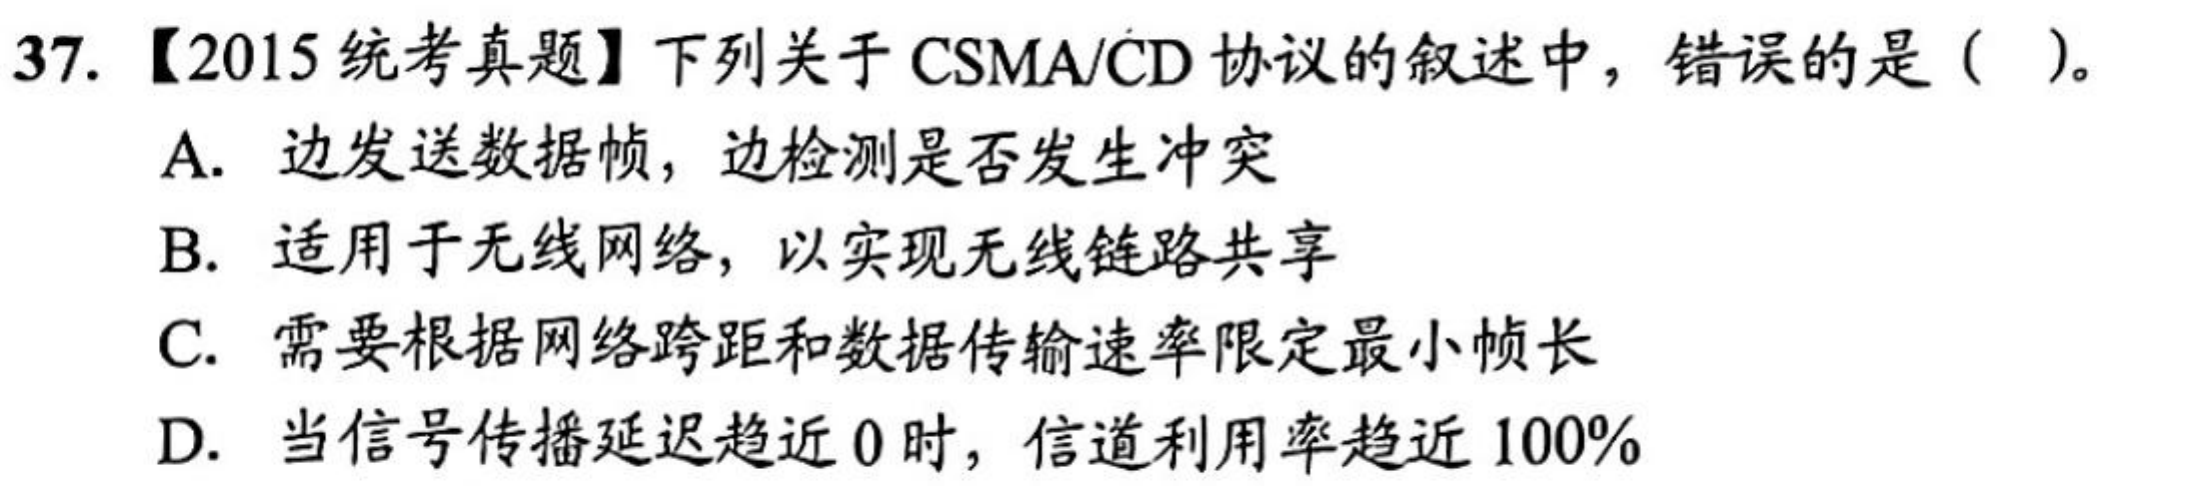 37. 【2015 统考真题】下列关于 CSMA/CD 协议的叙述中，错误的是（ ）。
A. 边发送数据帧，边检测是否发生冲突
B. 适用于无线网络，以实现无线链路共享
C. 需要根据网络跨距和数据传输速率限定最小帧长
D. 当信号传播延迟趋近 0 时，信道利用率趋近 100%